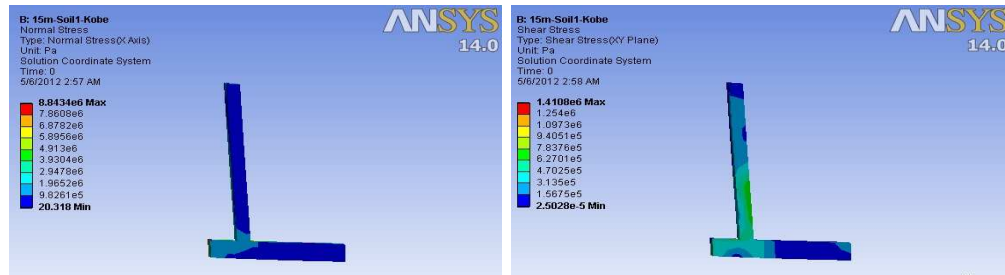 B: 15m-Soil1-Kobe
Normal Stress
Type: Normal Stress(X Axis)
Unit: Pa
Solution Coordinate System
Time: 0
5/6/2012 2:57 AM
ANSYS
14.0
8.8434e6 Max
7.8608e6
6.8782e6
5.8956e6
4.913e6
3.9304e6
2.9478e6
1.9652e6
9.8261e5
20.318 Min
B: 15m-Soil1-Kobe
Shear Stress
Type: Shear Stress(XY Plane)
Unit: Pa
Solution Coordinate System
Time: 0
5/6/2012 2:58 AM
ANSYS
14.0
1.4108e6 Max
1.254e6
1.0973e6
9.4051e5
7.8376e5
6.2701e5
4.7025e5
3.135e5
1.5675e5
2.5028e-5 Min